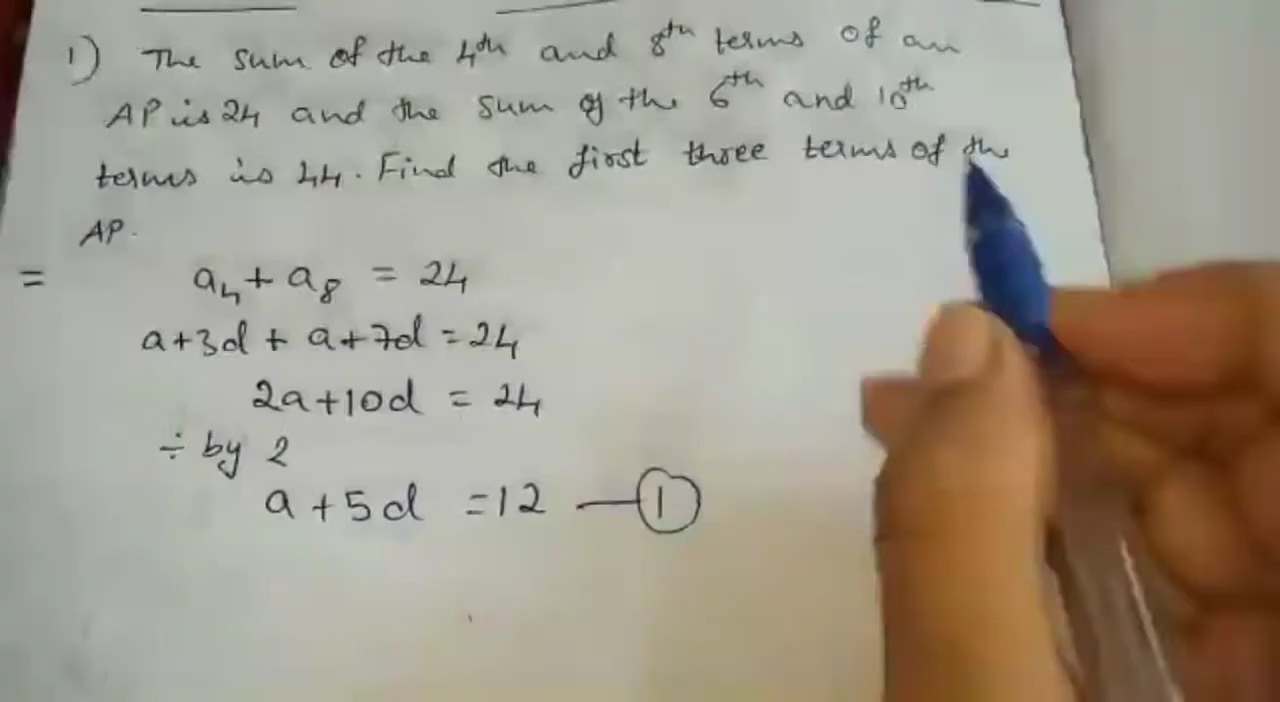 1) The sum of the 4th and 8th terms of an
AP is 24 and the sum of the 6th and 10th
terms is 44. Find the first three terms of the
AP.
= a₄ + a₈ = 24
a+3d + a+7d = 24
2a+10d = 24
÷ by 2
a + 5d = 12 — ①